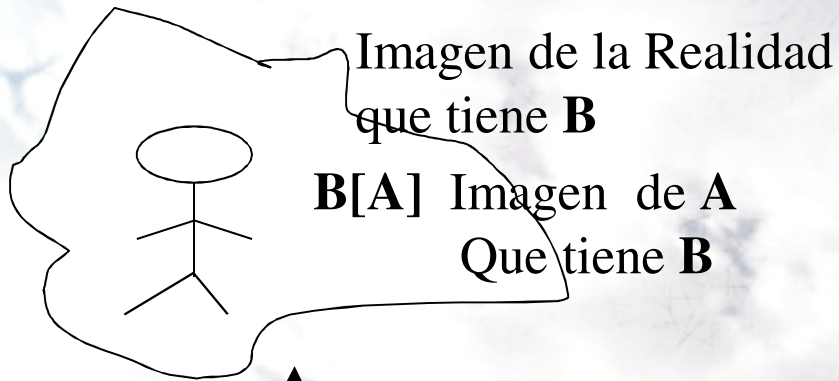 Imagen de la Realidad
que tiene B
B[A] Imagen de A
Que tiene B